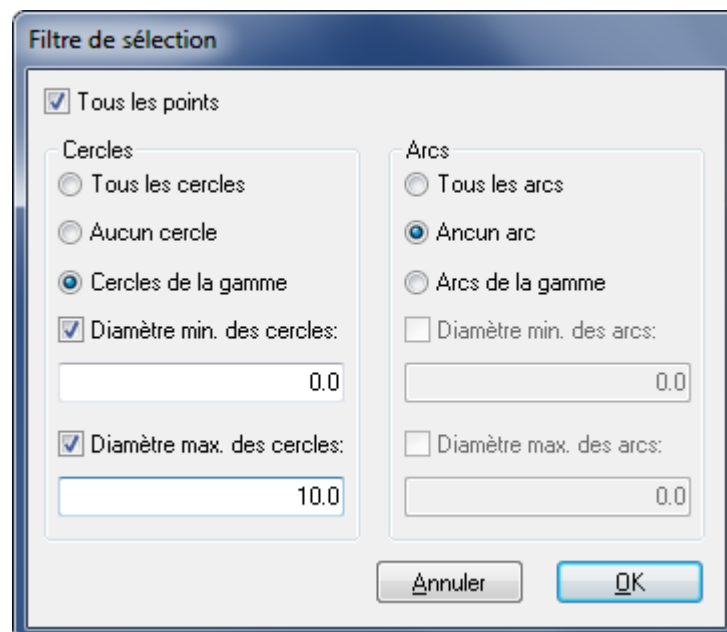 Filtre de sélection
Tous les points
Cercles
Tous les cercles
Aucun cercle
Cercles de la gamme
Diamètre min. des cercles:
0.0
Diamètre max. des cercles:
10.0
Arcs
Tous les arcs
Ancun arc
Arcs de la gamme
Diamètre min. des arcs:
0.0
Diamètre max. des arcs:
0.0
Annuler
OK